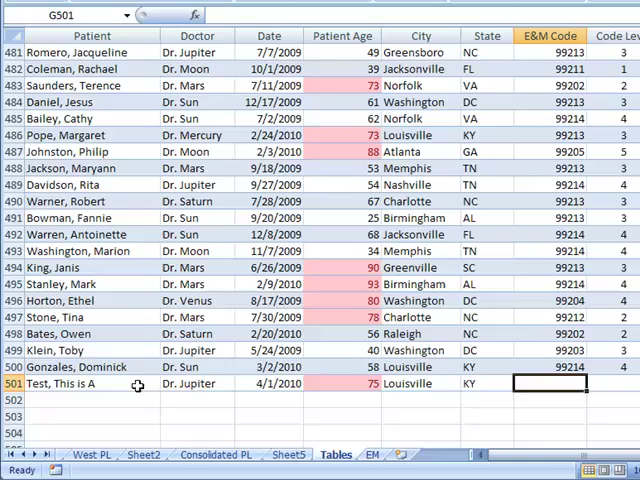 G501 fx
Patient Doctor Date Patient Age City State E&M Code Code Lev
481 Romero, Jacqueline Dr. Jupiter 7/7/2009 49 Greensboro NC 99213 3
482 Coleman, Rachael Dr. Moon 10/1/2009 39 Jacksonville FL 99211 1
483 Saunders, Terence Dr. Mars 7/11/2009 73 Norfolk VA 99202 2
484 Daniel, Jesus Dr. Sun 12/17/2009 61 Washington DC 99213 3
485 Bailey, Cathy Dr. Sun 7/2/2009 62 Norfolk VA 99214 4
486 Pope, Margaret Dr. Mercury 2/24/2010 73 Louisville KY 99213 3
487 Johnston, Philip Dr. Moon 2/3/2010 88 Atlanta GA 99205 5
488 Jackson, Maryann Dr. Mars 9/18/2009 53 Memphis TN 99213 3
489 Davidson, Rita Dr. Jupiter 9/27/2009 54 Nashville TN 99214 4
490 Warner, Robert Dr. Saturn 7/28/2009 67 Charlotte NC 99213 3
491 Bowman, Fannie Dr. Sun 9/20/2009 25 Birmingham AL 99213 3
492 Warren, Antoinette Dr. Sun 12/8/2009 68 Jacksonville FL 99214 4
493 Washington, Marion Dr. Moon 11/7/2009 34 Memphis TN 99214 4
494 King, Janis Dr. Mars 6/26/2009 90 Greenville SC 99213 3
495 Stanley, Mark Dr. Mars 2/9/2010 93 Birmingham AL 99214 4
496 Horton, Ethel Dr. Venus 8/17/2009 80 Washington DC 99204 4
497 Stone, Tina Dr. Mars 7/30/2009 78 Charlotte NC 99212 2
498 Bates, Owen Dr. Saturn 2/20/2010 56 Raleigh NC 99202 2
499 Klein, Toby Dr. Jupiter 5/24/2009 40 Washington DC 99203 3
500 Gonzales, Dominick Dr. Sun 3/2/2010 58 Louisville KY 99214 4
501 Test, This is A Dr. Jupiter 4/1/2010 75 Louisville KY
502
503
504
West PL Sheet2 Consolidated PL Sheet5 Tables EM
Ready